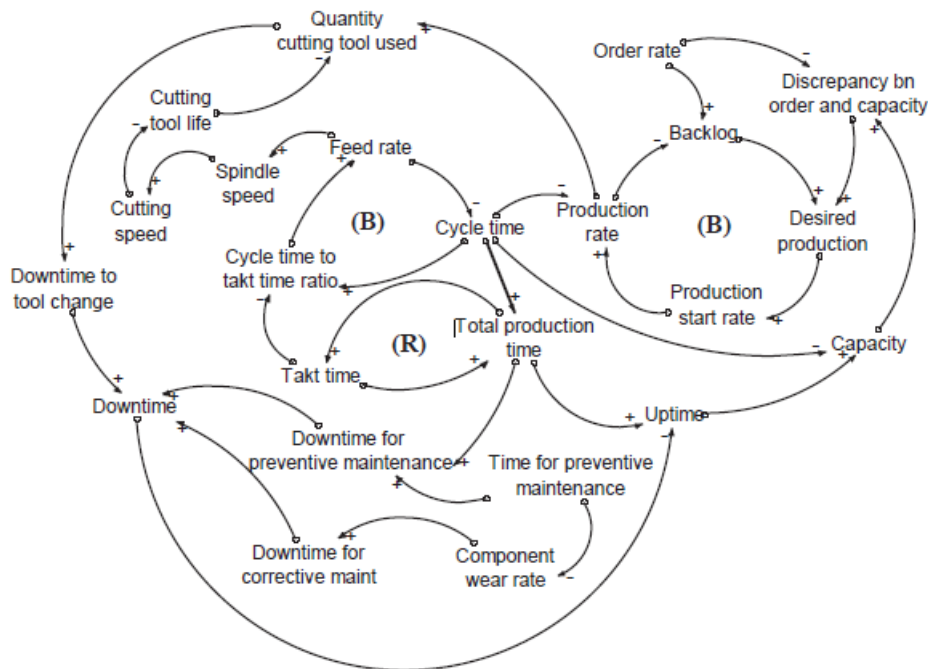 Quantity
cutting tool used
Order rate
Discrepancy bn
order and capacity
Cutting
tool life
Backlog
Feed rate
Spindle
speed
Cutting
speed
(B)
Cycle time
Production
rate
(B)
Desired
production
Cycle time to
takt time ratio
Downtime to
tool change
Production
start rate
Total production
time
(R)
Capacity
Takt time
Downtime
Uptime
Downtime for
preventive maintenance
Time for preventive
maintenance
Downtime for
corrective maint
Component
wear rate